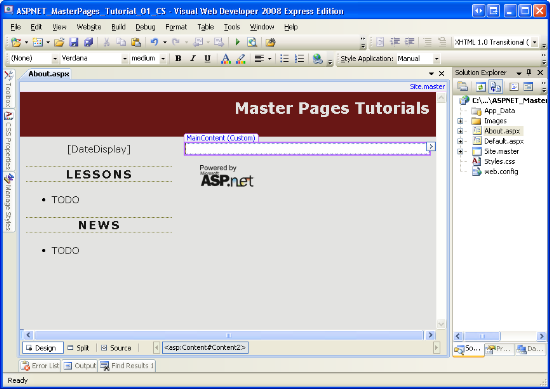 ASPNET_MasterPages_Tutorial_01_CS - Visual Web Developer 2008 Express Edition
File Edit View Website Build Debug Format Table Tools Window Help
(None) Verdana medium B I U A Style Application: Manual
XHTML 1.0 Transitional (
About.aspx
Site.master
Master Pages Tutorials
MainContent (Custom)
[DateDisplay]
LESSONS
TODO
NEWS
TODO
Powered by
Microsoft
ASP.net
Toolbox
CSS Properties
Manage Styles
Solution Explorer
C:\...\ASPNET_Maste
App_Data
Images
About.aspx
Default.aspx
Site.master
Styles.css
web.config
Design Split Source <asp:Content#Content2>
So... Pr... Da...
Error List Output Find Results 1
Ready